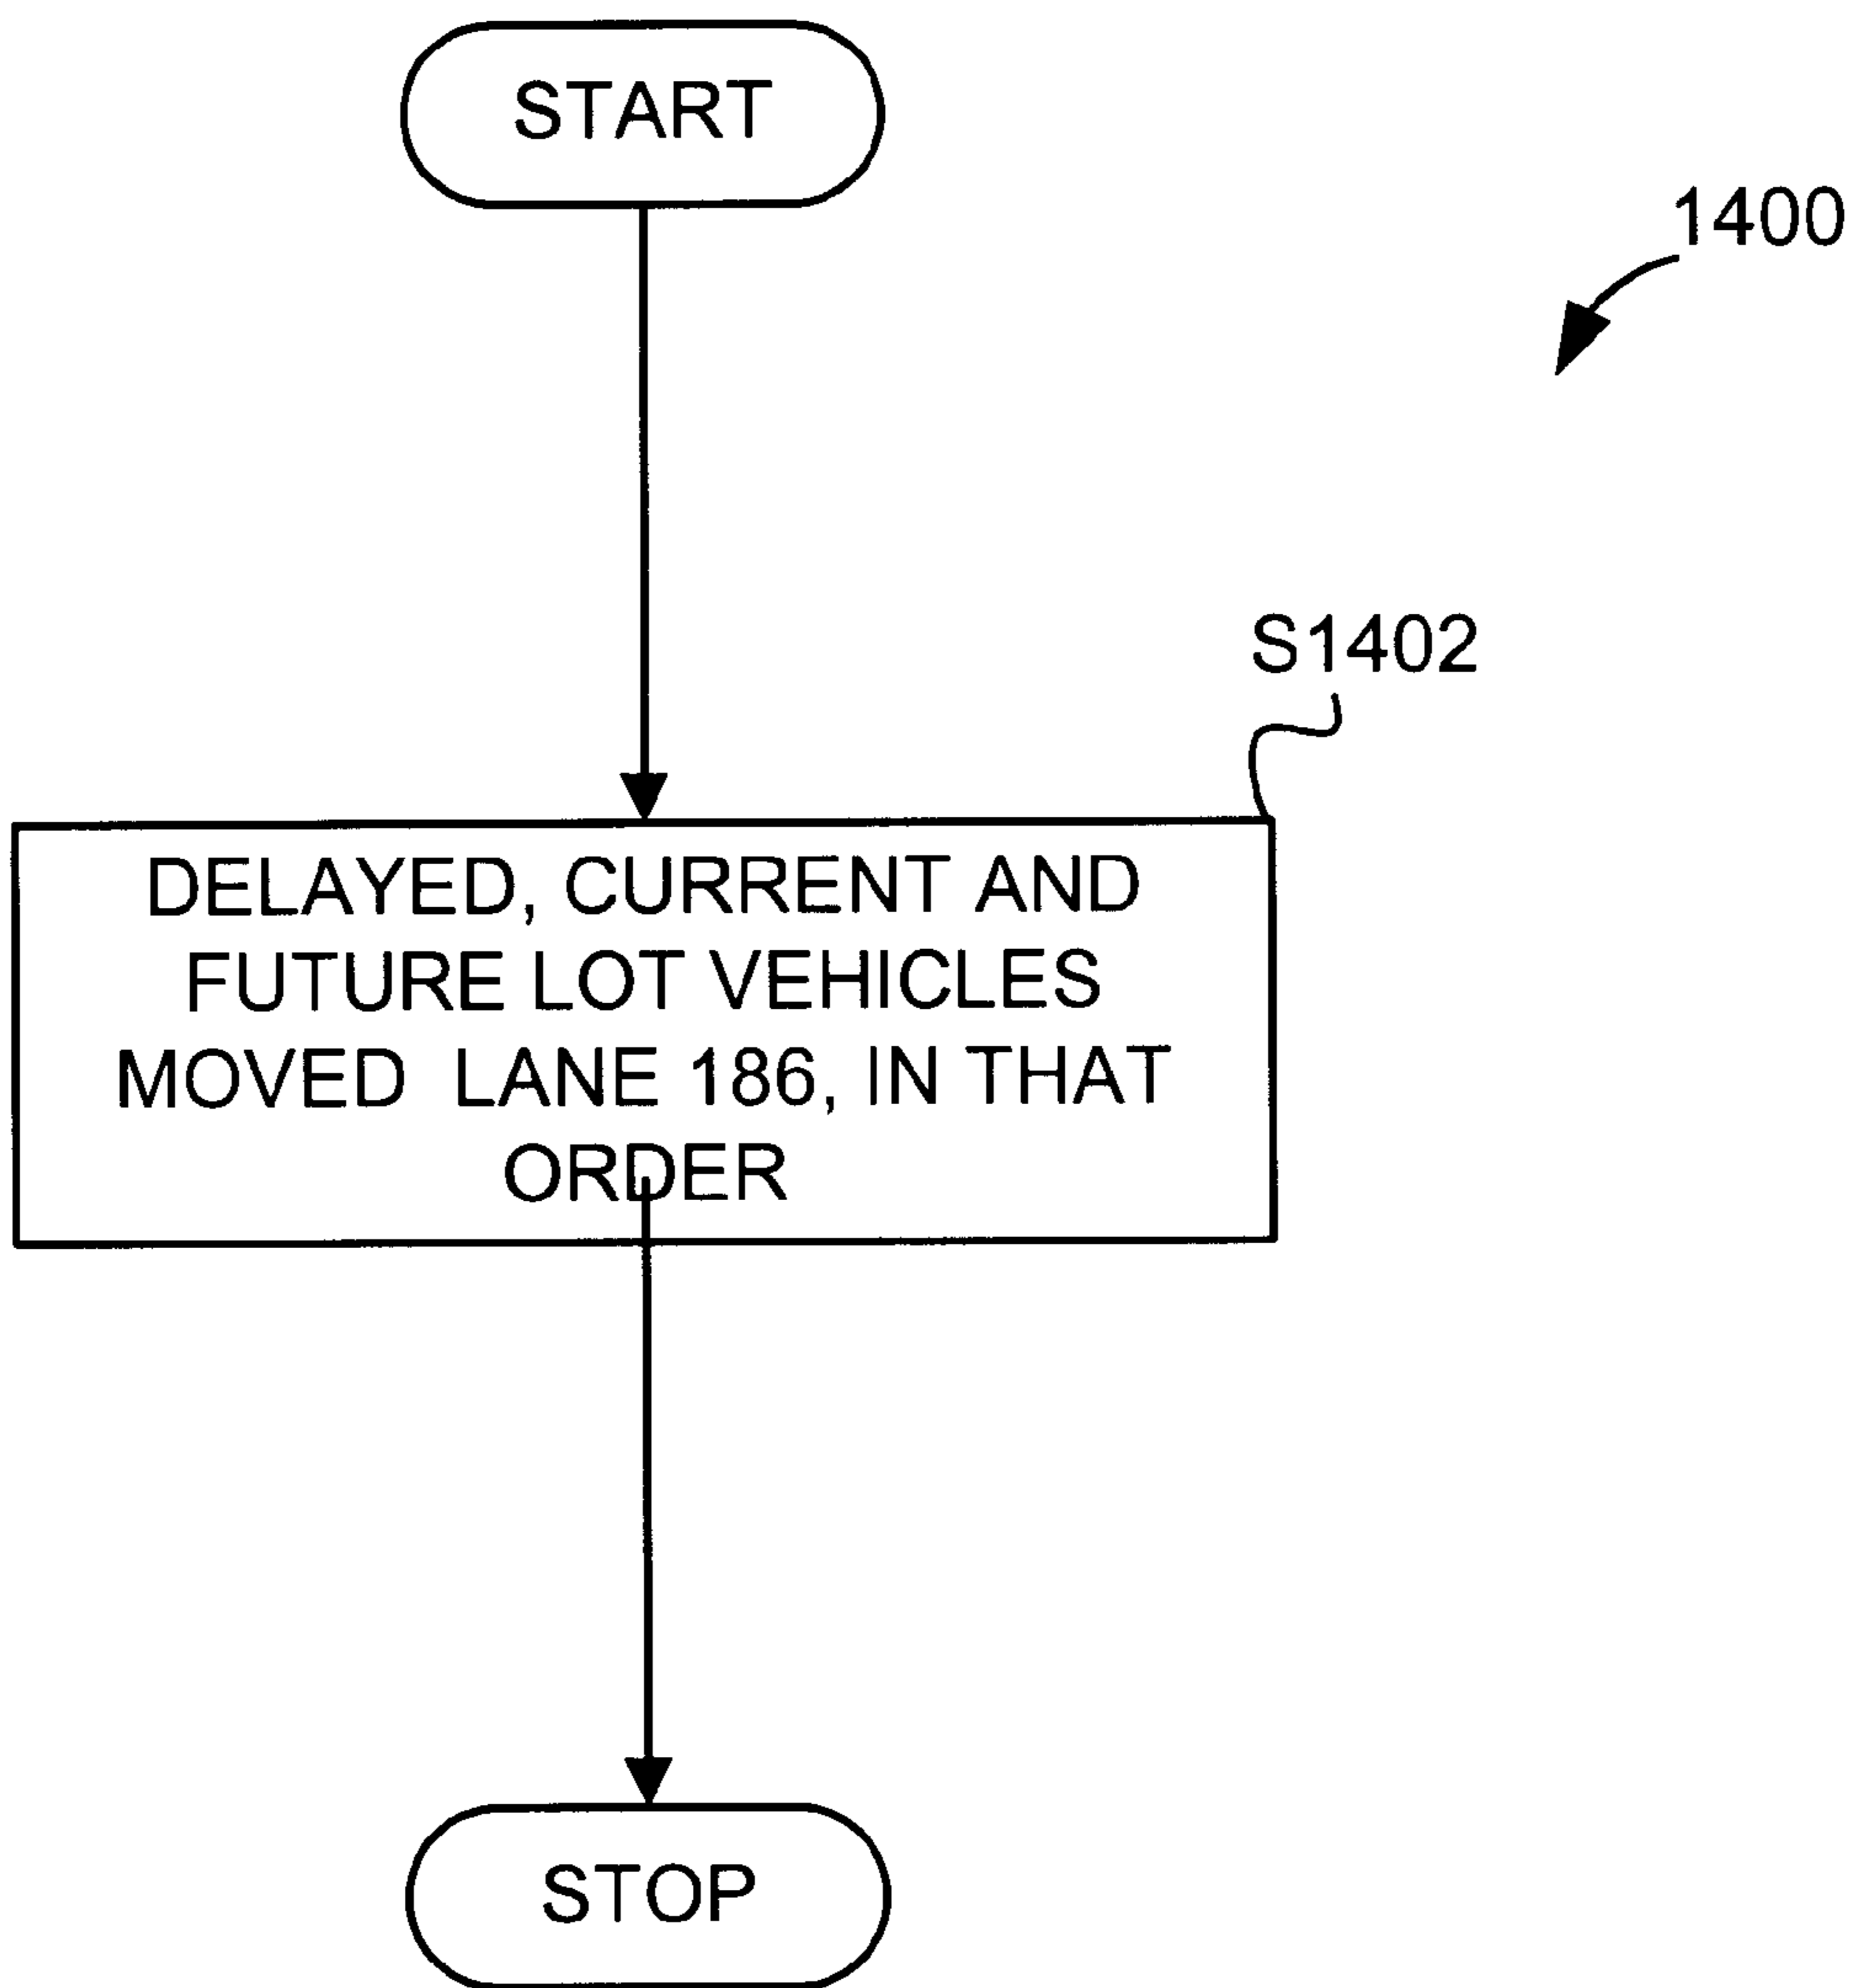 START
1400
S1402
DELAYED, CURRENT AND
FUTURE LOT VEHICLES
MOVED LANE 186, IN THAT
ORDER
STOP